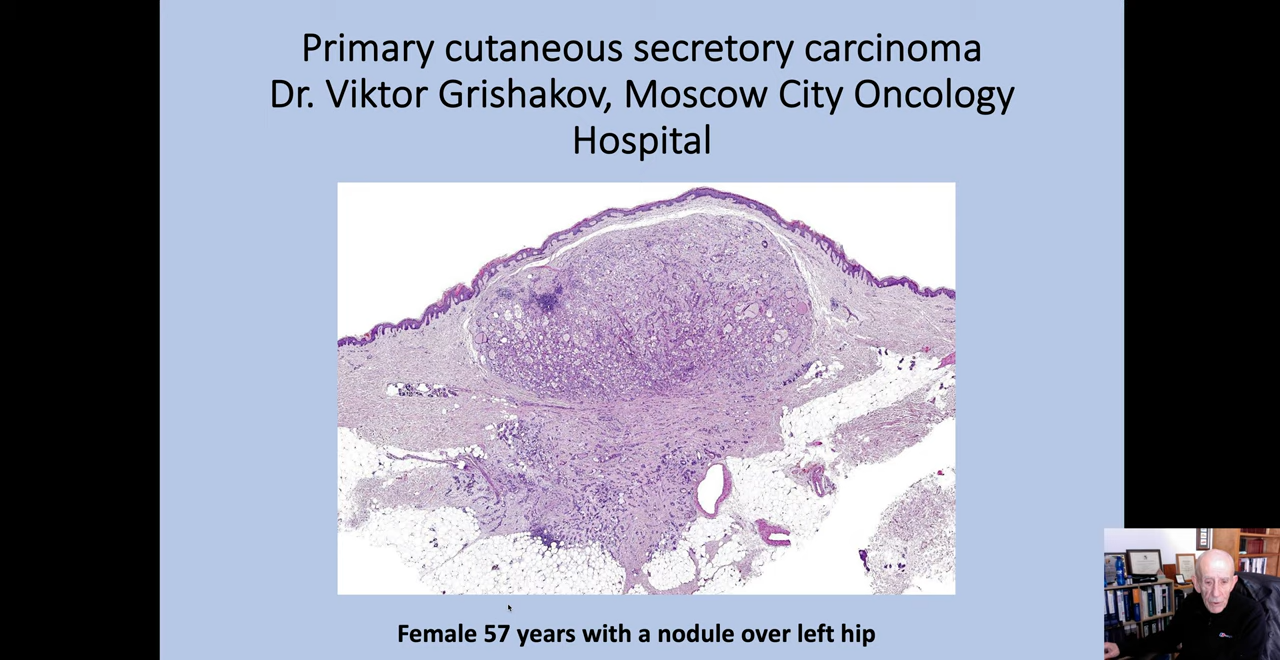 Primary cutaneous secretory carcinoma
Dr. Viktor Grishakov, Moscow City Oncology
Hospital
Female 57 years with a nodule over left hip